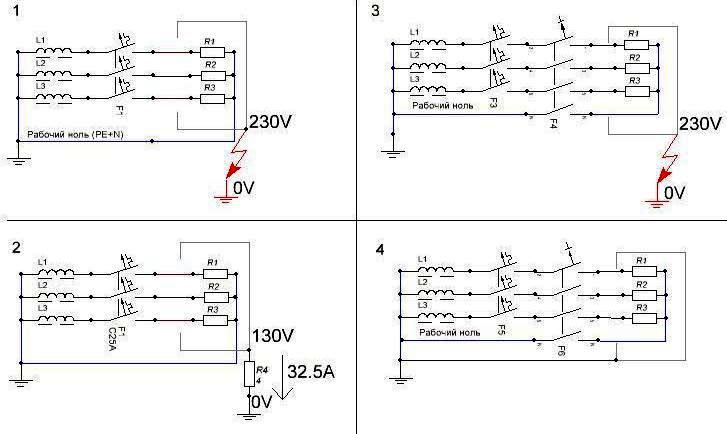 1
L1
R1
L2
R2
L3
R3
F1
Рабочий ноль (PE+N)
230V
0V
3
L1
R1
L2
R2
L3
R3
Рабочий ноль
F3
F4
N
N
230V
0V
2
L1
R1
L2
R2
L3
R3
F1
C25A
130V
R4
4
32.5A
0V
4
L1
R1
L2
R2
L3
R3
Рабочий ноль
F5
F6
N
N